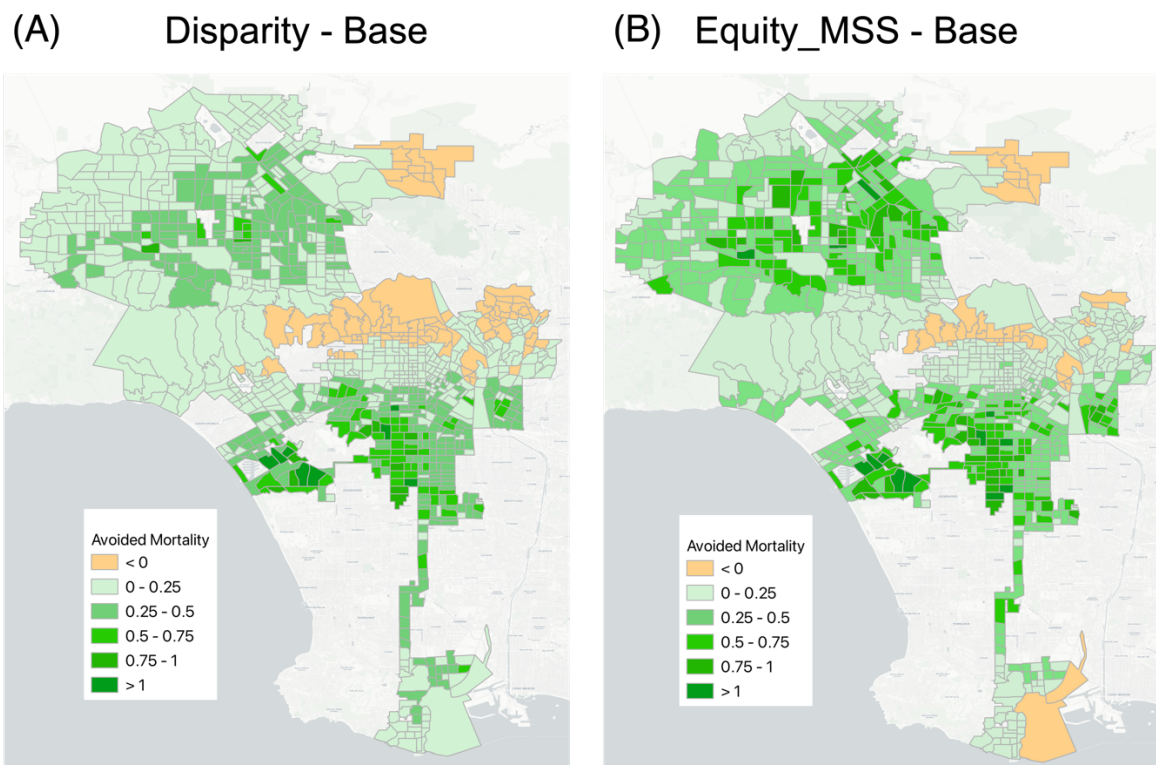 (A) Disparity - Base
(B) Equity_MSS - Base
Avoided Mortality
< 0
0 - 0.25
0.25 - 0.5
0.5 - 0.75
0.75 - 1
> 1
Avoided Mortality
< 0
0 - 0.25
0.25 - 0.5
0.5 - 0.75
0.75 - 1
> 1